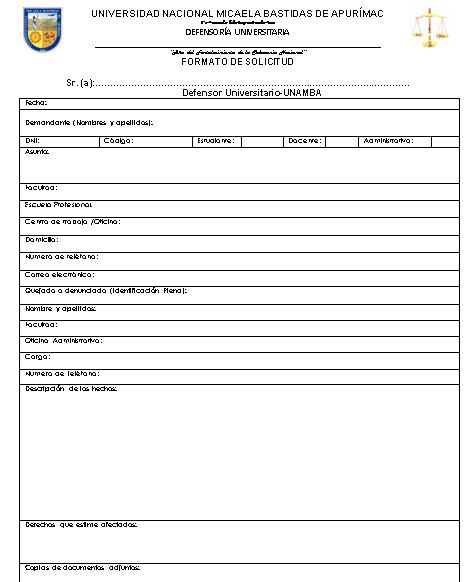 UNIVERSIDAD NACIONAL MICAELA BASTIDAS DE APURÍMAC
DEFENSORÍA UNIVERSITARIA
"Año del Fortalecimiento de la Soberanía Nacional"
FORMATO DE SOLICITUD
Sr. (a):........................................................................................................
Defensor Universitario-UNAMBA
Fecha:
Demandante (Nombres y apellidos):
DNI: Código: Estudiante: Docente: Administrativo:
Asunto:
Facultad:
Escuela Profesional:
Centro de trabajo /Oficina:
Domicilio:
Numero de teléfono:
Correo electrónico:
Quejado o denunciado (Identificación Plena):
Nombre y apellidos:
Facultad:
Oficina Administrativa:
Cargo:
Numero de Teléfono:
Descripción de los hechos:
Derechos que estime afectados:
Copias de documentos adjuntos: